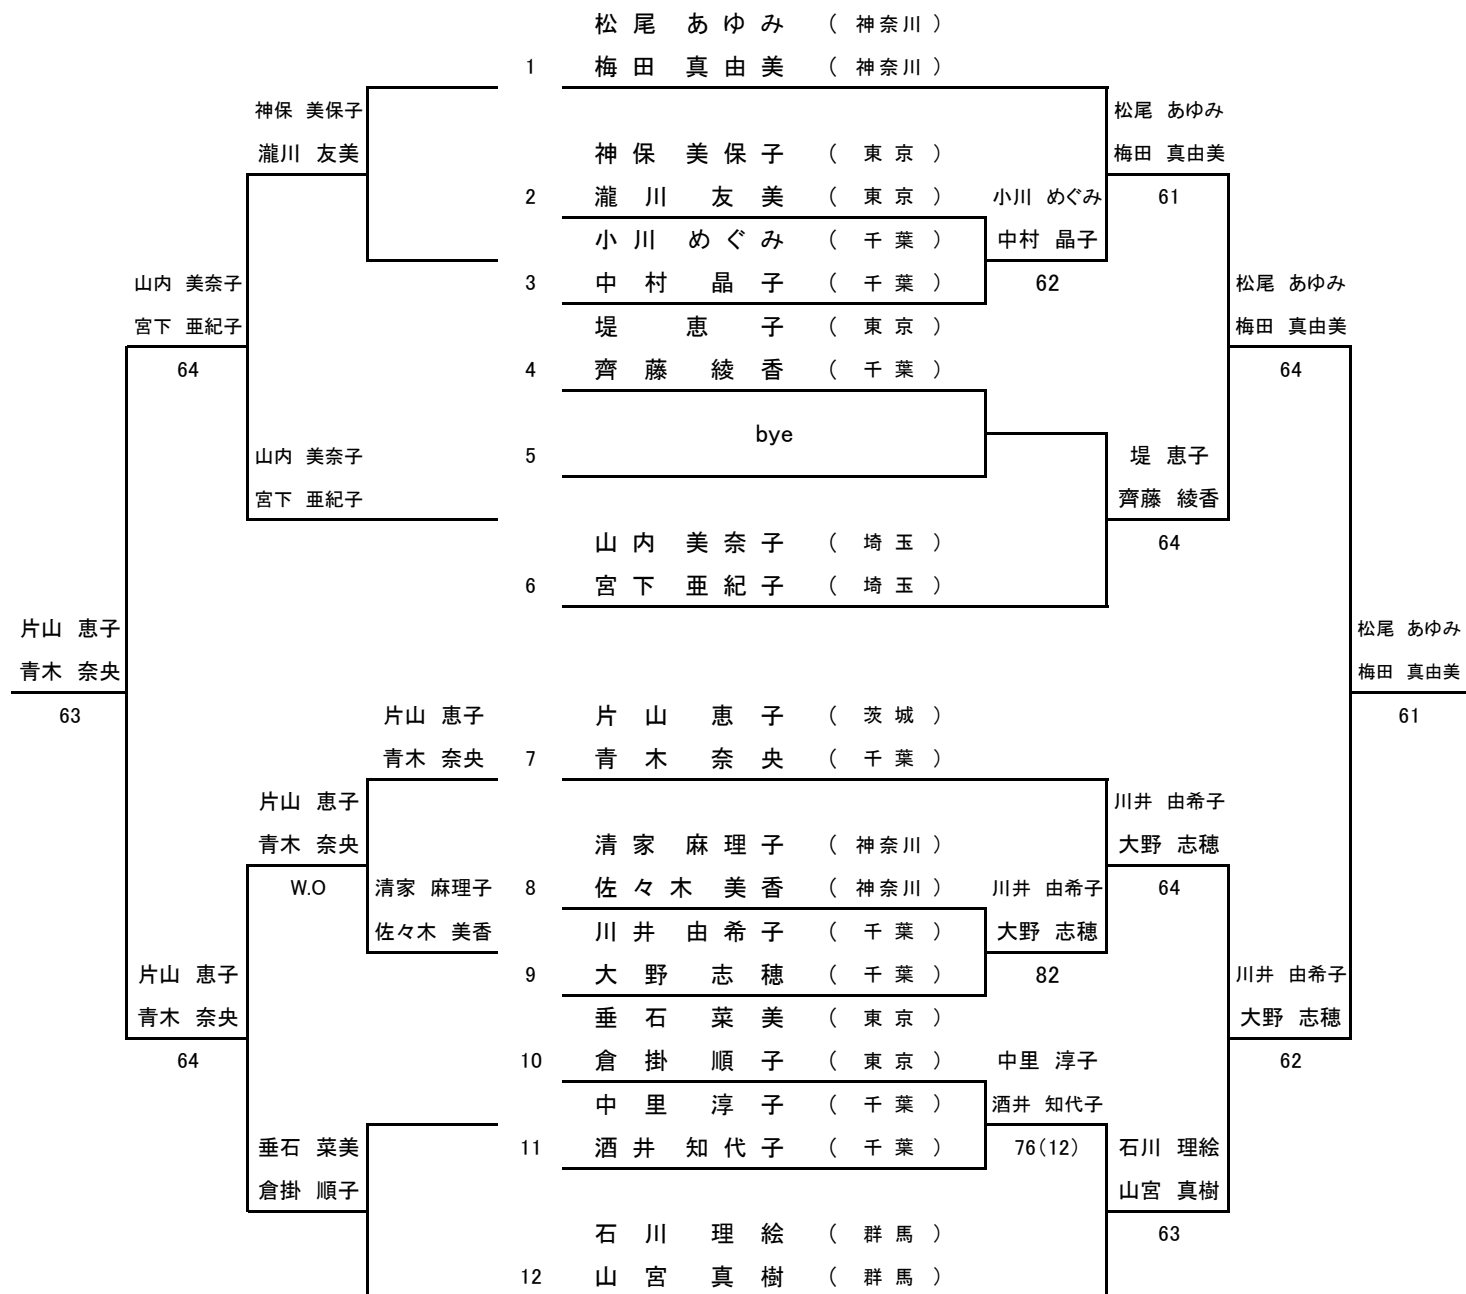 松尾 あゆみ ( 神奈川 )
1 梅田 真由美 ( 神奈川 )
神保 美保子 松尾 あゆみ
瀧川 友美 神保 美保子 ( 東京 ) 梅田 真由美
2 瀧川 友美 ( 東京 ) 小川 めぐみ 61
小川 めぐみ ( 千葉 ) 中村 晶子
山内 美奈子 3 中村 晶子 ( 千葉 ) 62 松尾 あゆみ
宮下 亜紀子 堤 恵子 ( 東京 ) 梅田 真由美
64 4 齊藤 綾香 ( 千葉 ) 64
bye
山内 美奈子 5 堤 恵子
宮下 亜紀子 齊藤 綾香
山内 美奈子 ( 埼玉 ) 64
6 宮下 亜紀子 ( 埼玉 )
片山 恵子 松尾 あゆみ
青木 奈央 梅田 真由美
63 片山 恵子 片山 恵子 ( 茨城 ) 61
青木 奈央 7 青木 奈央 ( 千葉 )
片山 恵子 川井 由希子
青木 奈央 清家 麻理子 ( 神奈川 ) 大野 志穂
W.O 清家 麻理子 8 佐々木 美香 ( 神奈川 ) 川井 由希子 64
佐々木 美香 川井 由希子 ( 千葉 ) 大野 志穂
片山 恵子 9 大野 志穂 ( 千葉 ) 82 川井 由希子
青木 奈央 垂石 菜美 ( 東京 ) 大野 志穂
64 10 倉掛 順子 ( 東京 ) 中里 淳子 62
中里 淳子 ( 千葉 ) 酒井 知代子
垂石 菜美 11 酒井 知代子 ( 千葉 ) 76(12) 石川 理絵
倉掛 順子 山宮 真樹
石川 理絵 ( 群馬 ) 63
12 山宮 真樹 ( 群馬 )